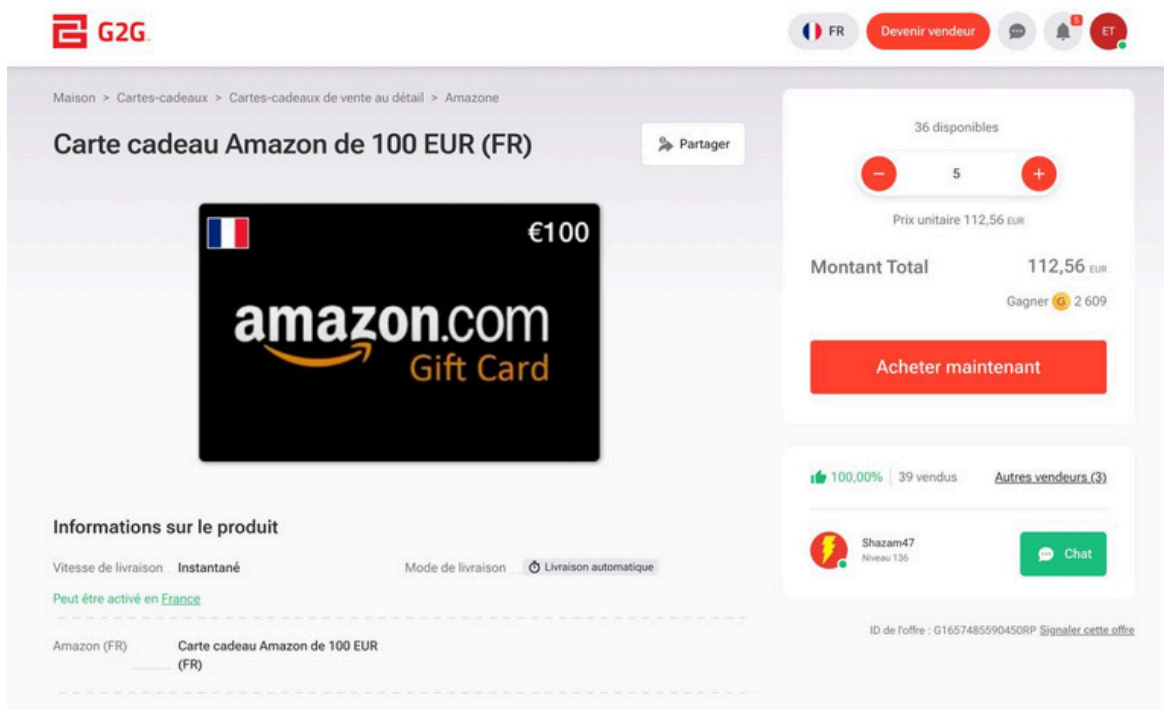 G2G.
FR
Devenir vendeur
5
ET
Maison > Cartes-cadeaux > Cartes-cadeaux de vente au détail > Amazone
Carte cadeau Amazon de 100 EUR (FR)
Partager
€100
amazon.com
Gift Card
36 disponibles
5
Prix unitaire 112,56 EUR
Montant Total 112,56 EUR
Gagner G 2 609
Acheter maintenant
100,00% 39 vendus Autres vendeurs (3)
Shazam47
Niveau 136
Chat
ID de l'offre : G1657485590450RP Signaler cette offre
Informations sur le produit
Vitesse de livraison Instantané Mode de livraison Livraison automatique
Peut être activé en France
Amazon (FR) Carte cadeau Amazon de 100 EUR
(FR)